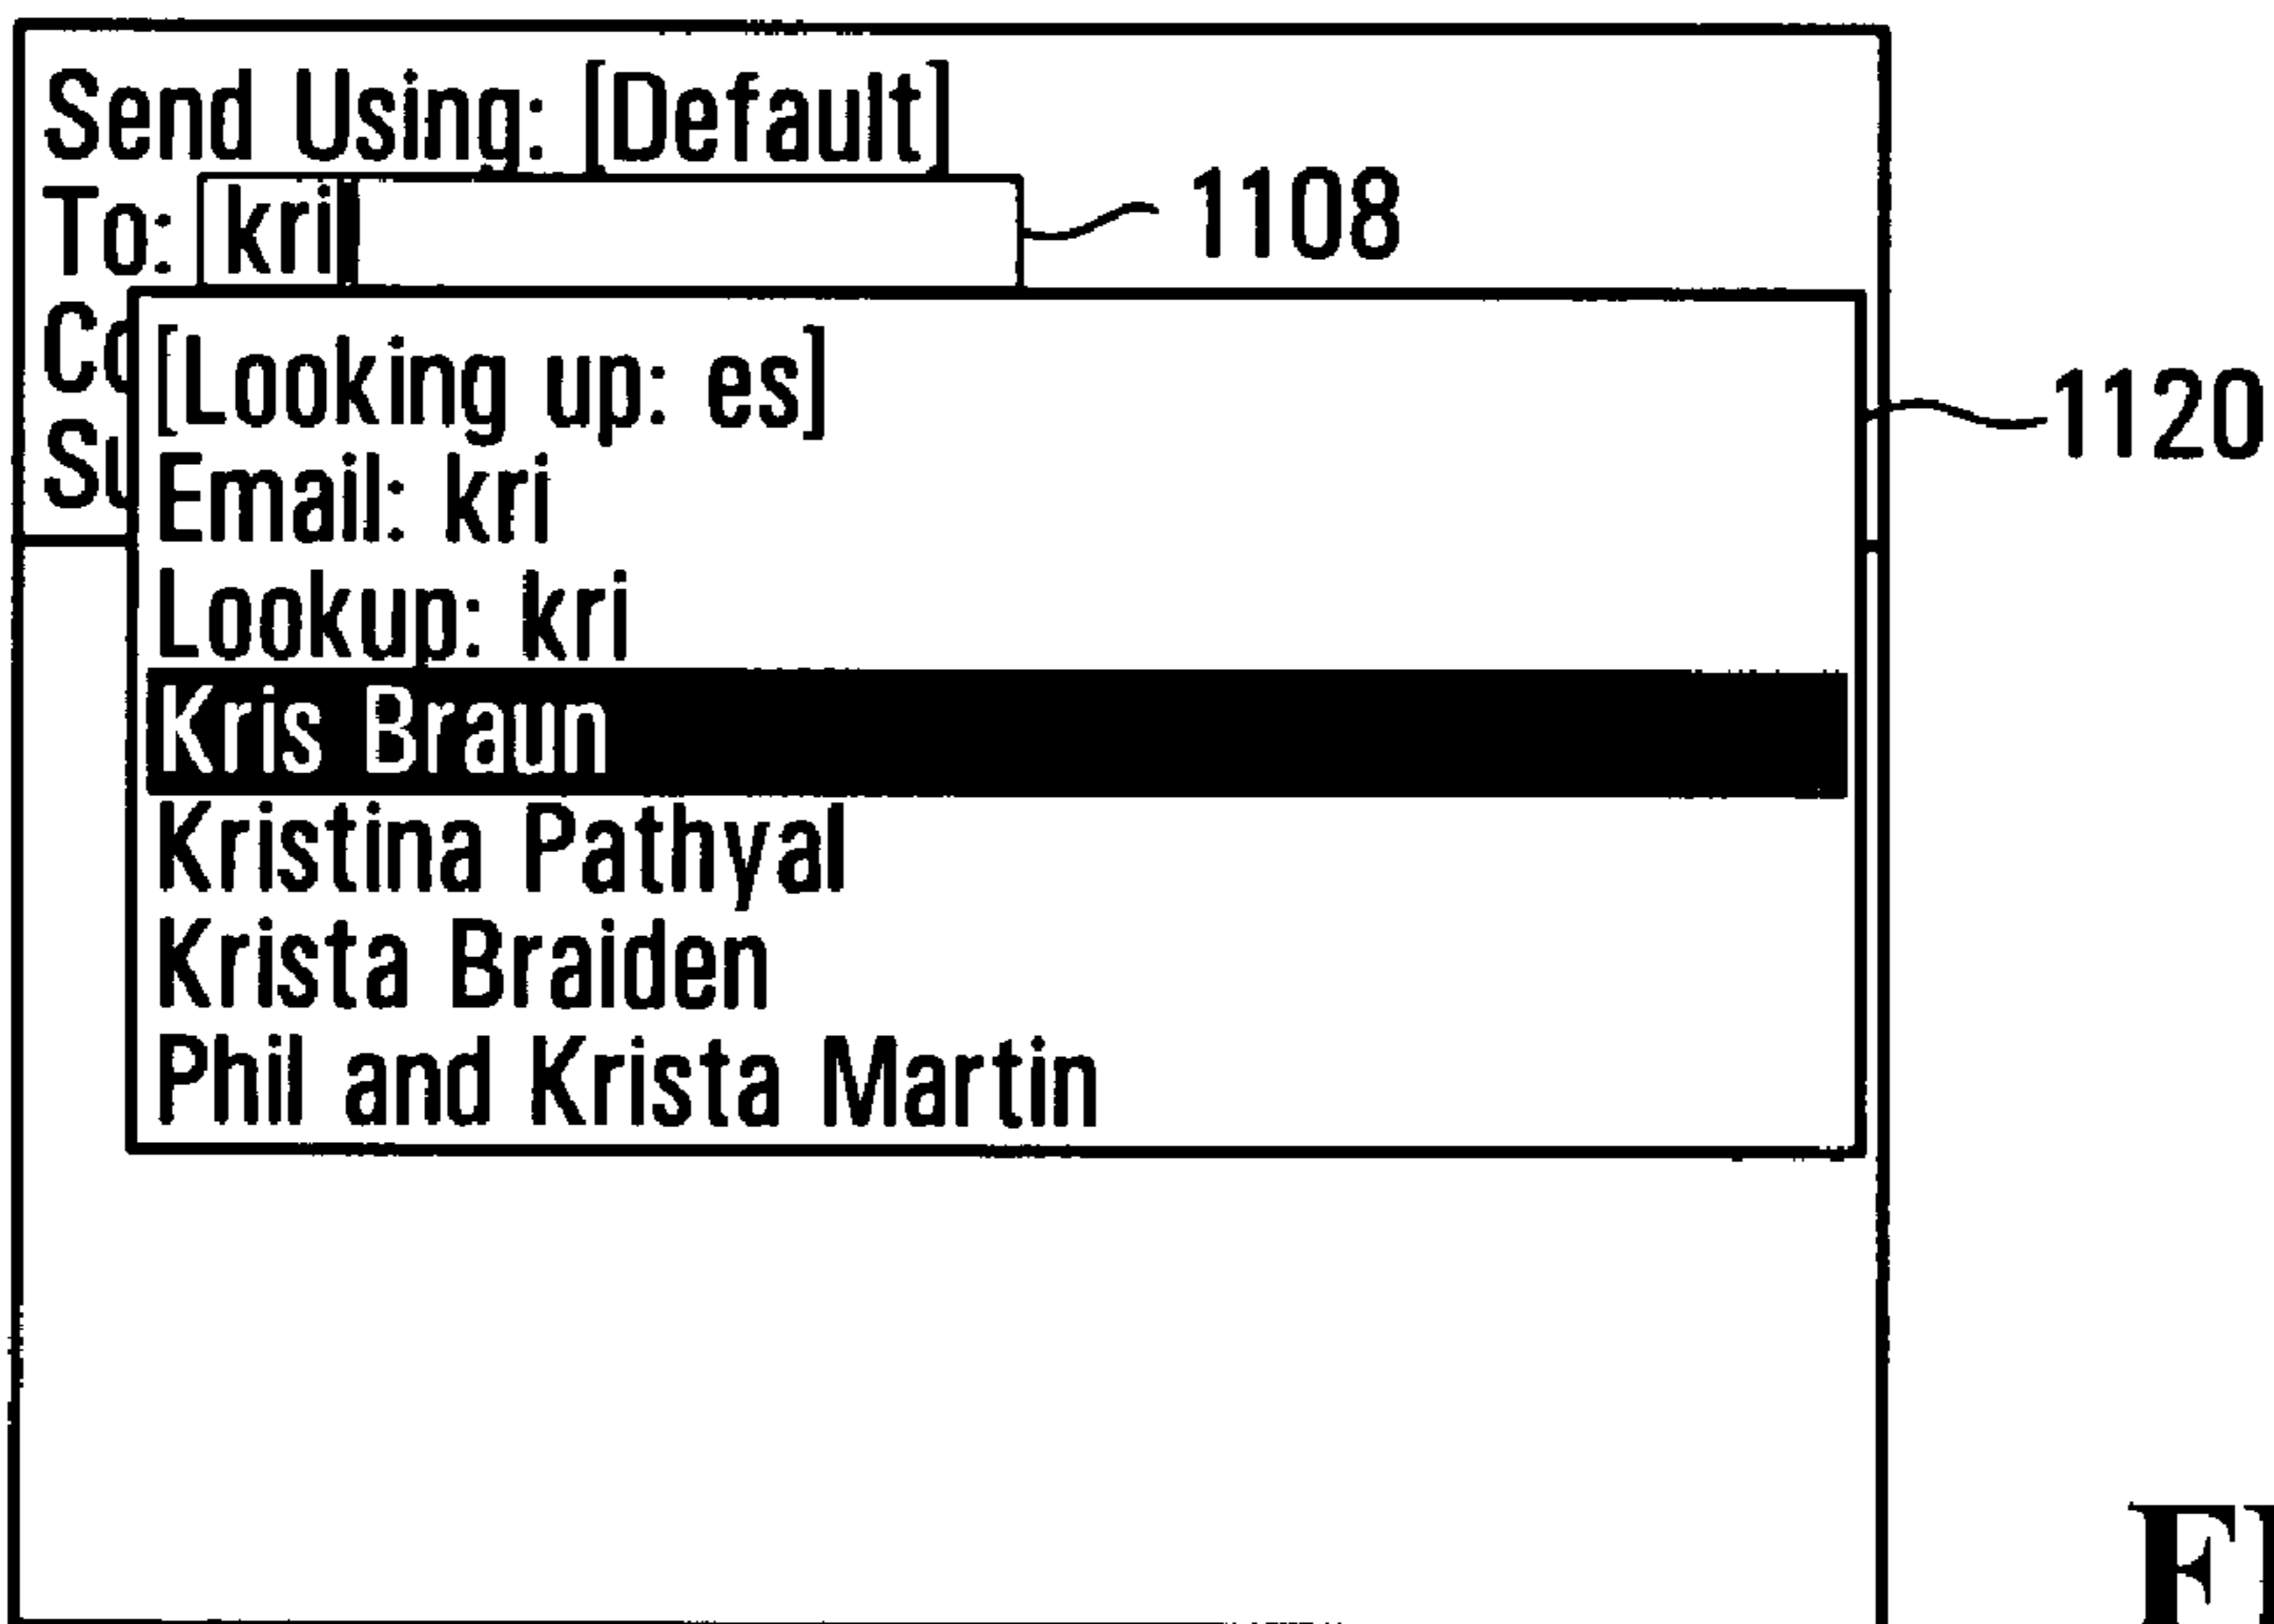 Send Using: [Default]
To: kri 1108
[Looking up: es] 1120
Email: kri
Lookup: kri
Kris Braun
Kristina Pathyal
Krista Braiden
Phil and Krista Martin